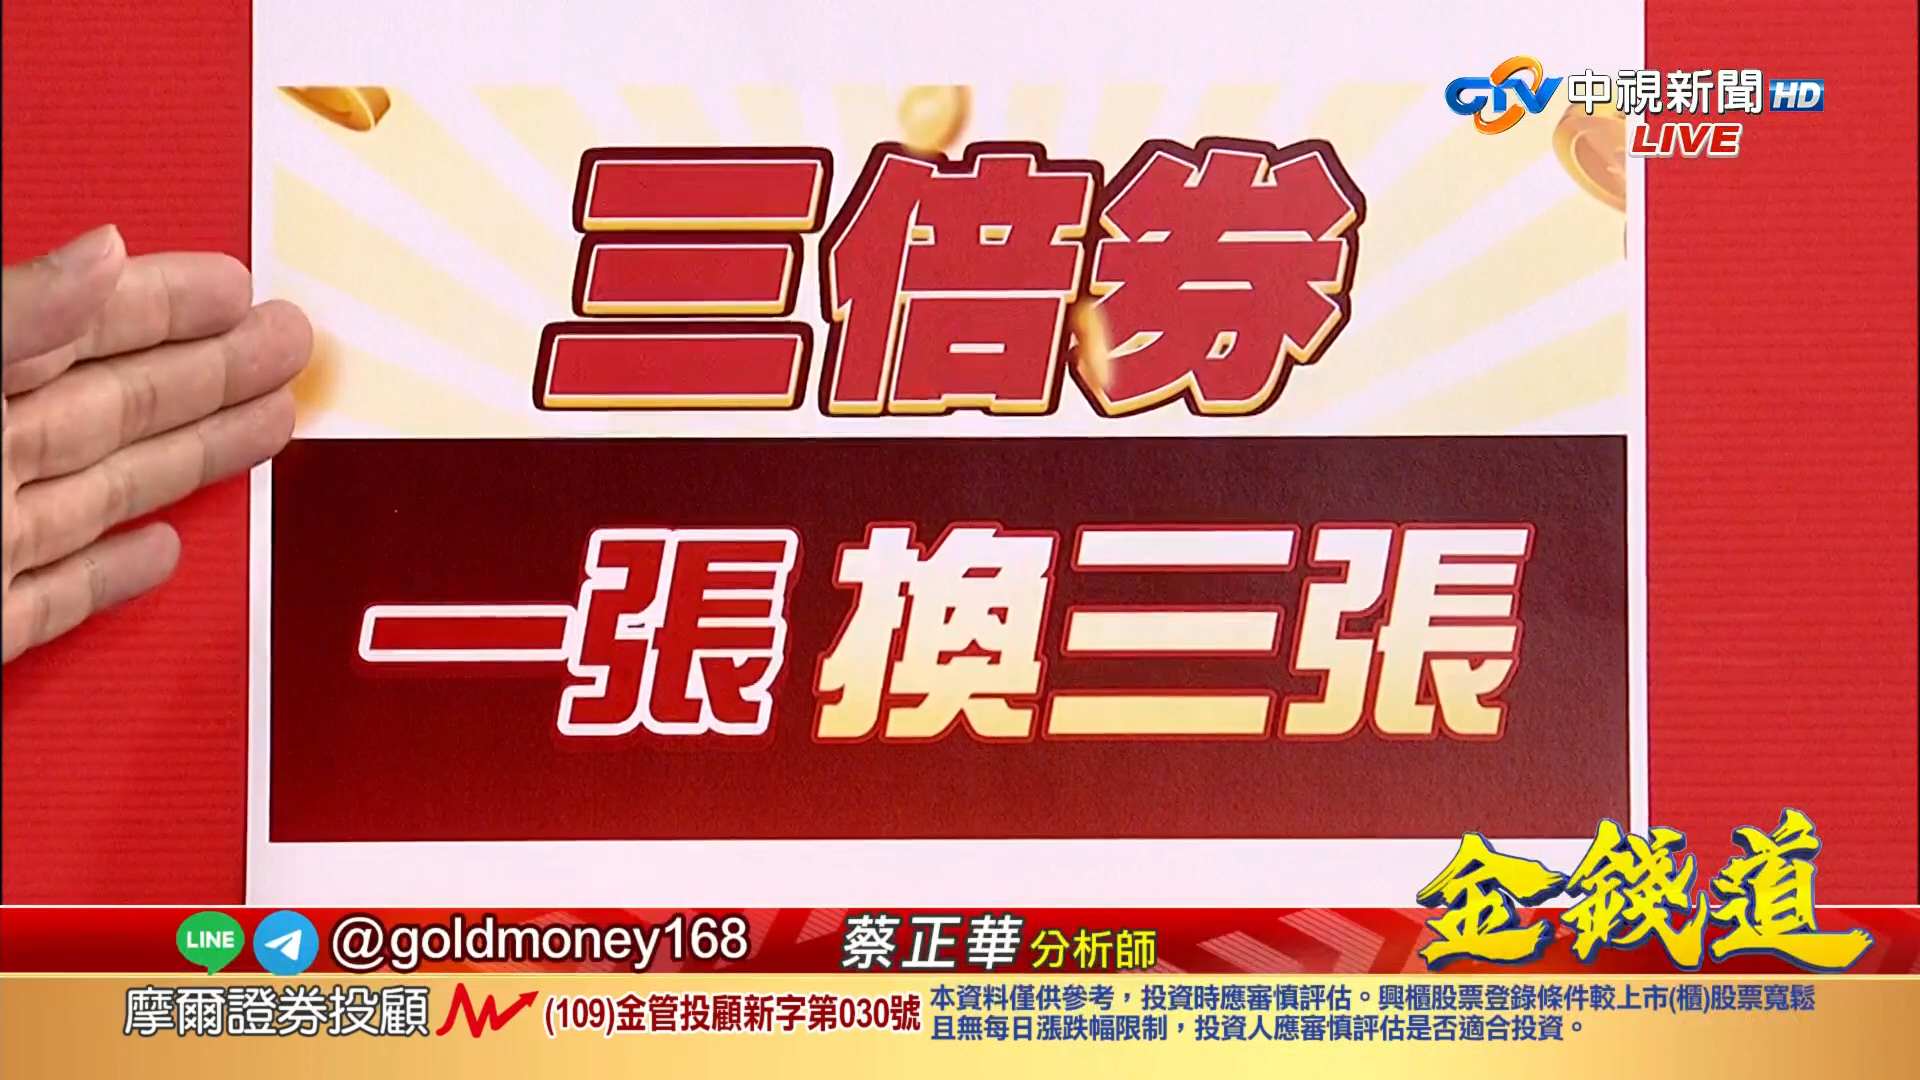 CTV 中視新聞 HD
LIVE
三倍券
一張 換三張
金錢道
LINE @goldmoney168 蔡正華 分析師
摩爾證券投顧 (109)金管投顧新字第030號
本資料僅供參考，投資時應審慎評估。興櫃股票登錄條件較上市(櫃)股票寬鬆
且無每日漲跌幅限制，投資人應審慎評估是否適合投資。